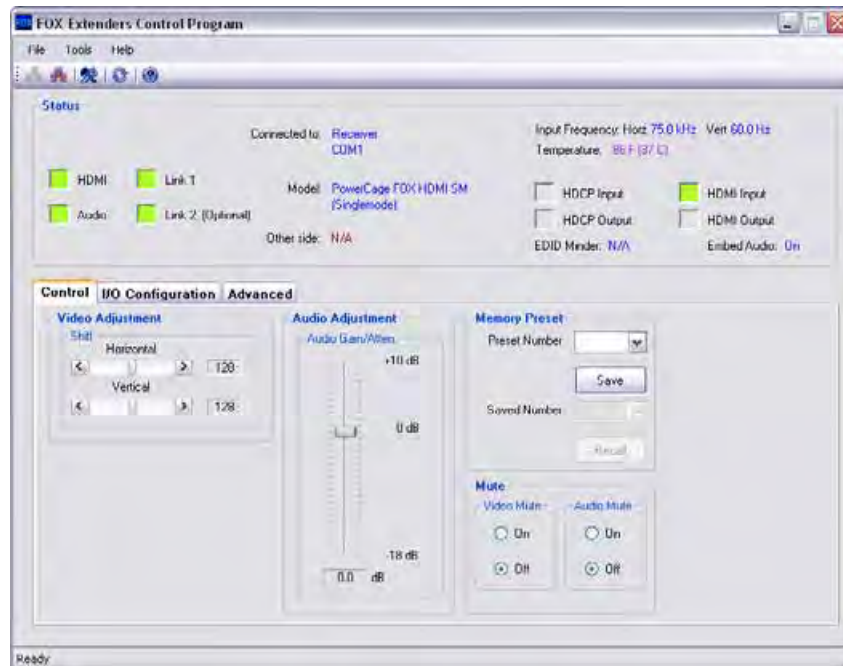 FOX Extenders Control Program
File Tools Help
Status
HDMI
Link 1
Audio
Link 2 (Optional)
Connected to: Receiver
COM1
Model: PowerCage FOX HDMI SM
(Singlemode)
Other side: N/A
Input Frequency: Horz 75.0 kHz Vert 60.0 Hz
Temperature: F (37 C)
HDCP Input
HDMI Input
HDCP Output
HDMI Output
EDID Minder: N/A
Embed Audio: On
Control I/O Configuration Advanced
Video Adjustment
Shift
Horizontal
128
Vertical
128
Audio Adjustment
Audio Gain/Atten
+10 dB
0 dB
-18 dB
0.0 dB
Memory Preset
Preset Number
Save
Saved Number
Recall
Mute
Video Mute
On
Off
Audio Mute
On
Off
Ready